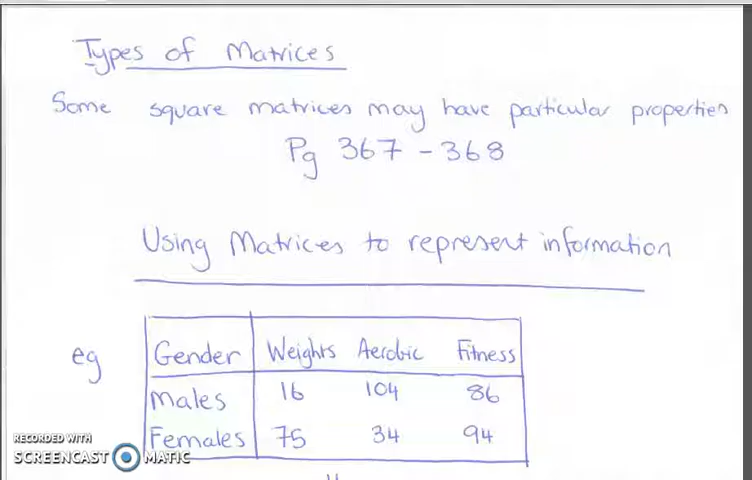 Types of Matrices
Some square matrices may have particular properties
Pg 367 - 368
Using Matrices to represent information
eg
Gender Weights Aerobic Fitness
Males 16 104 86
Females 75 34 94
RECORDED WITH
SCREENCAST MATIC